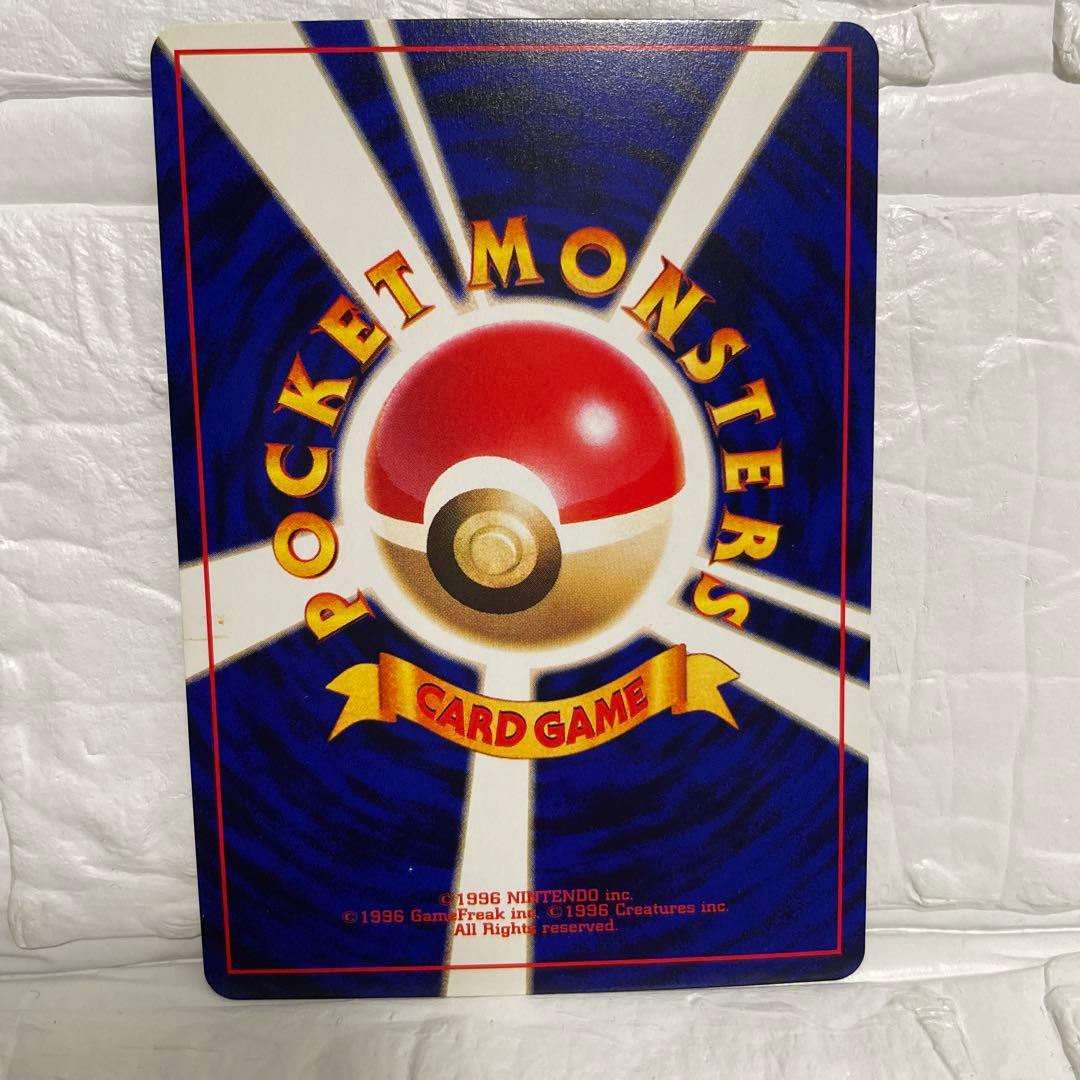 POCKET MONSTERS
CARD GAME
©1996 NINTENDO inc.
©1996 GameFreak inc. ©1996 Creatures inc.
All Rights reserved.